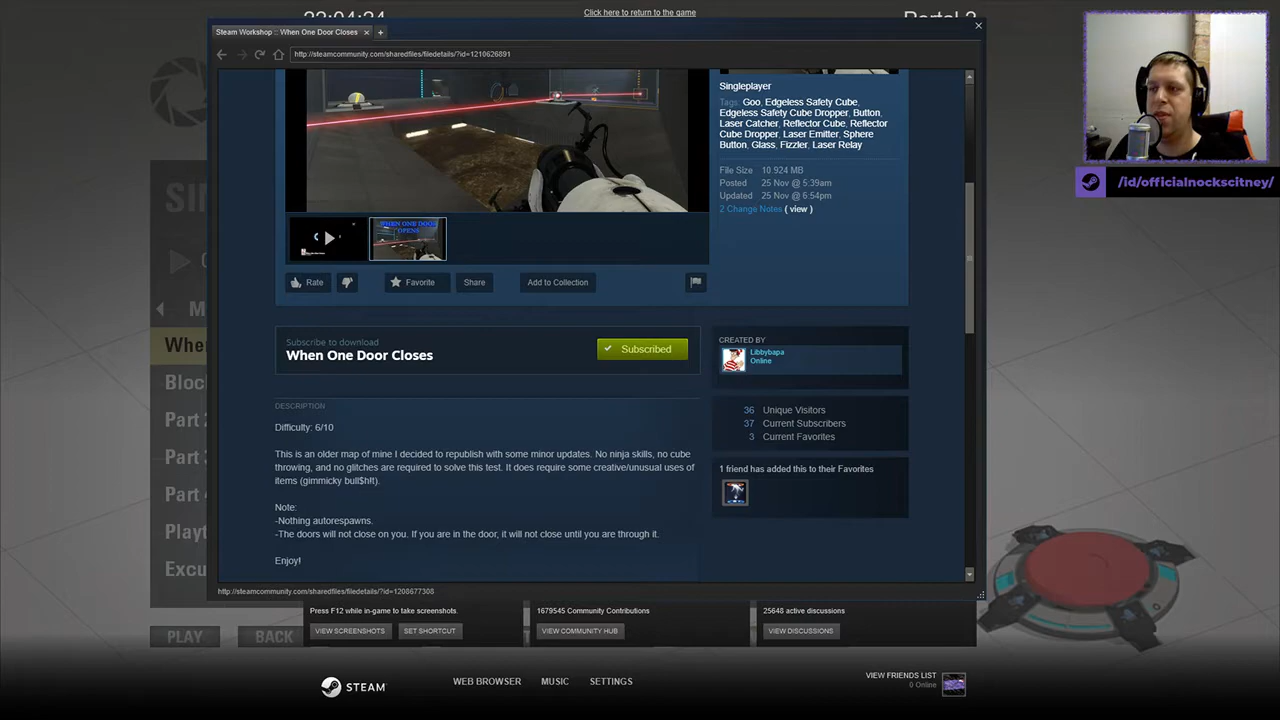 Click here to return to the game
Steam Workshop :: When One Door Closes
http://steamcommunity.com/sharedfiles/filedetails/?id=1210626891
Singleplayer
Tags: Goo, Edgeless Safety Cube,
Edgeless Safety Cube Dropper, Button,
Laser Catcher, Reflector Cube, Reflector
Cube Dropper, Laser Emitter, Sphere
Button, Glass, Fizzler, Laser Relay
File Size 10.924 MB
Posted 25 Nov @ 5:39am
Updated 25 Nov @ 6:54pm
2 Change Notes ( view )
/id/officialnockscitney/
WHEN ONE DOOR
OPENS
Rate
Favorite
Share
Add to Collection
Subscribe to download
When One Door Closes
Subscribed
CREATED BY
Libbybapa
Online
DESCRIPTION
Difficulty: 6/10
This is an older map of mine I decided to republish with some minor updates. No ninja skills, no cube
throwing, and no glitches are required to solve this test. It does require some creative/unusual uses of
items (gimmicky bull$h!t).
Note:
-Nothing autorespawns.
-The doors will not close on you. If you are in the door, it will not close until you are through it.
Enjoy!
36 Unique Visitors
37 Current Subscribers
3 Current Favorites
1 friend has added this to their Favorites
When
Block
Part
Part
Part
Playt
Excu
http://steamcommunity.com/sharedfiles/filedetails/?id=1208677308
Press F12 while in-game to take screenshots.
1679545 Community Contributions
25648 active discussions
VIEW SCREENSHOTS
SET SHORTCUT
VIEW COMMUNITY HUB
VIEW DISCUSSIONS
PLAY
BACK
STEAM
WEB BROWSER
MUSIC
SETTINGS
VIEW FRIENDS LIST
0 Online